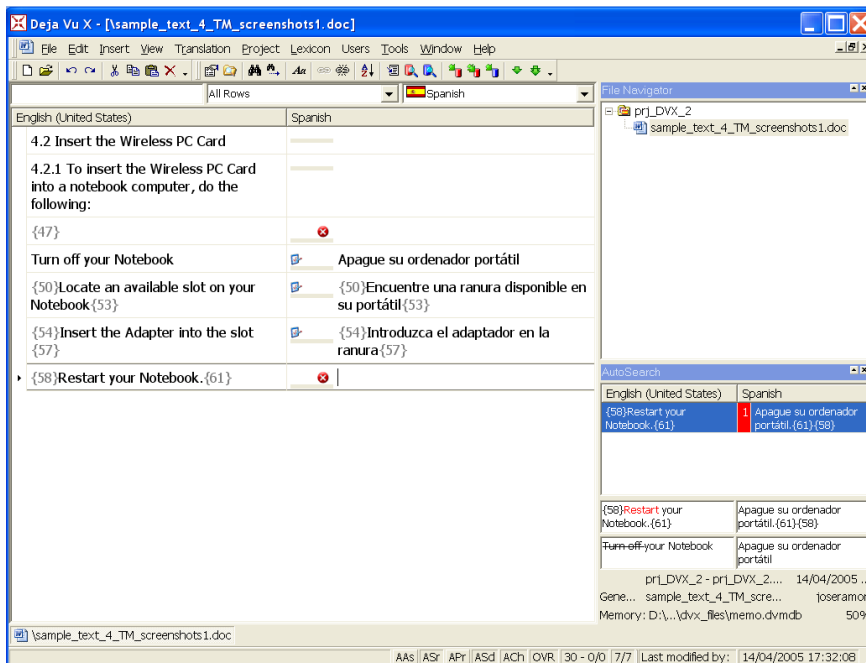 Deja Vu X - [\sample_text_4_TM_screenshots1.doc]
File Edit Insert View Translation Project Lexicon Users Tools Window Help
All Rows
Spanish
English (United States) Spanish
4.2 Insert the Wireless PC Card
4.2.1 To insert the Wireless PC Card
into a notebook computer, do the
following:
{47}
Turn off your Notebook Apague su ordenador portátil
{50}Locate an available slot on your {50}Encuentre una ranura disponible en
Notebook{53} su portátil{53}
{54}Insert the Adapter into the slot {54}Introduzca el adaptador en la
{57} ranura{57}
{58}Restart your Notebook.{61}
File Navigator
prj_DVX_2
sample_text_4_TM_screenshots1.doc
AutoSearch
English (United States) Spanish
{58}Restart your 1 Apague su ordenador
Notebook.{61} portátil.{61}{58}
{58}Restart your Apague su ordenador
Notebook.{61} portátil.{61}{58}
Turn off your Notebook Apague su ordenador
portátil
prj_DVX_2 - prj_DVX_2.... 14/04/2005 ..
Gene... sample_text_4_TM_scre... joseramon
Memory: D:\...\dvx_files\memo.dvmdb 50%
\sample_text_4_TM_screenshots1.doc
AAs ASr APr ASd ACh OVR 30 - 0/0 7/7 Last modified by: 14/04/2005 17:32:08